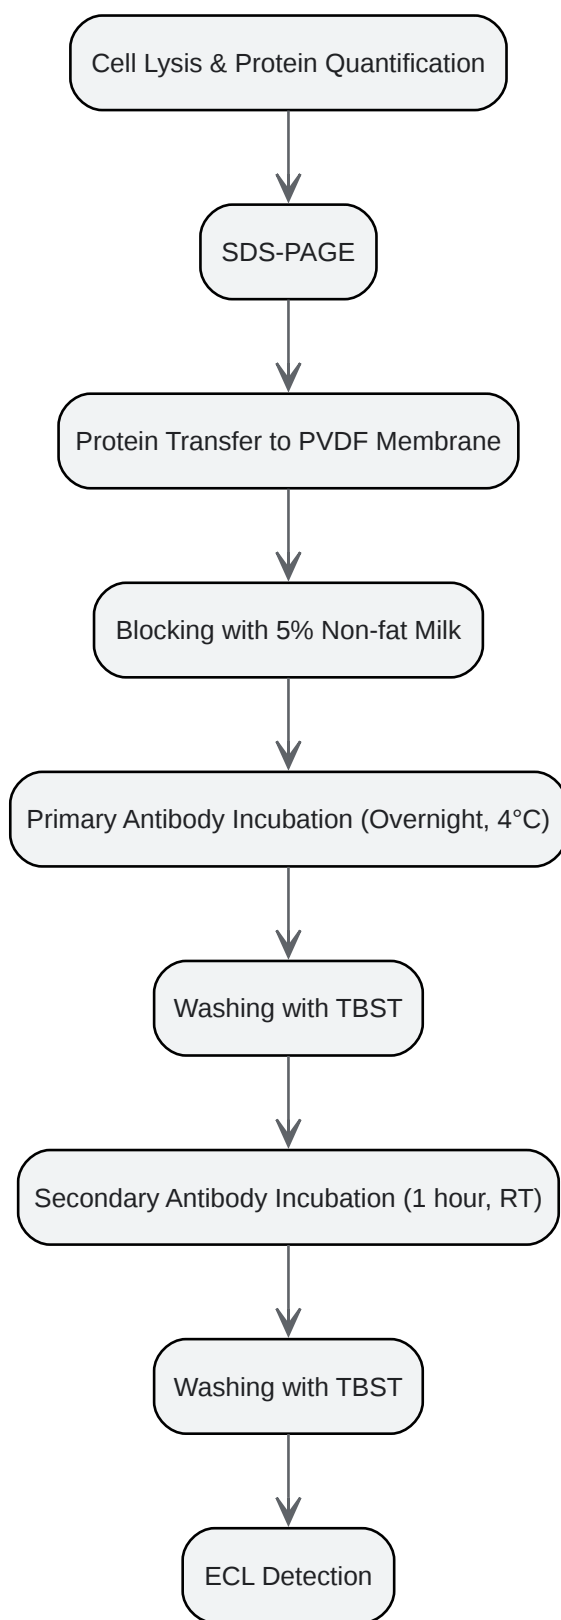 Cell Lysis & Protein Quantification
SDS-PAGE
Protein Transfer to PVDF Membrane
Blocking with 5% Non-fat Milk
Primary Antibody Incubation (Overnight, 4°C)
Washing with TBST
Secondary Antibody Incubation (1 hour, RT)
Washing with TBST
ECL Detection